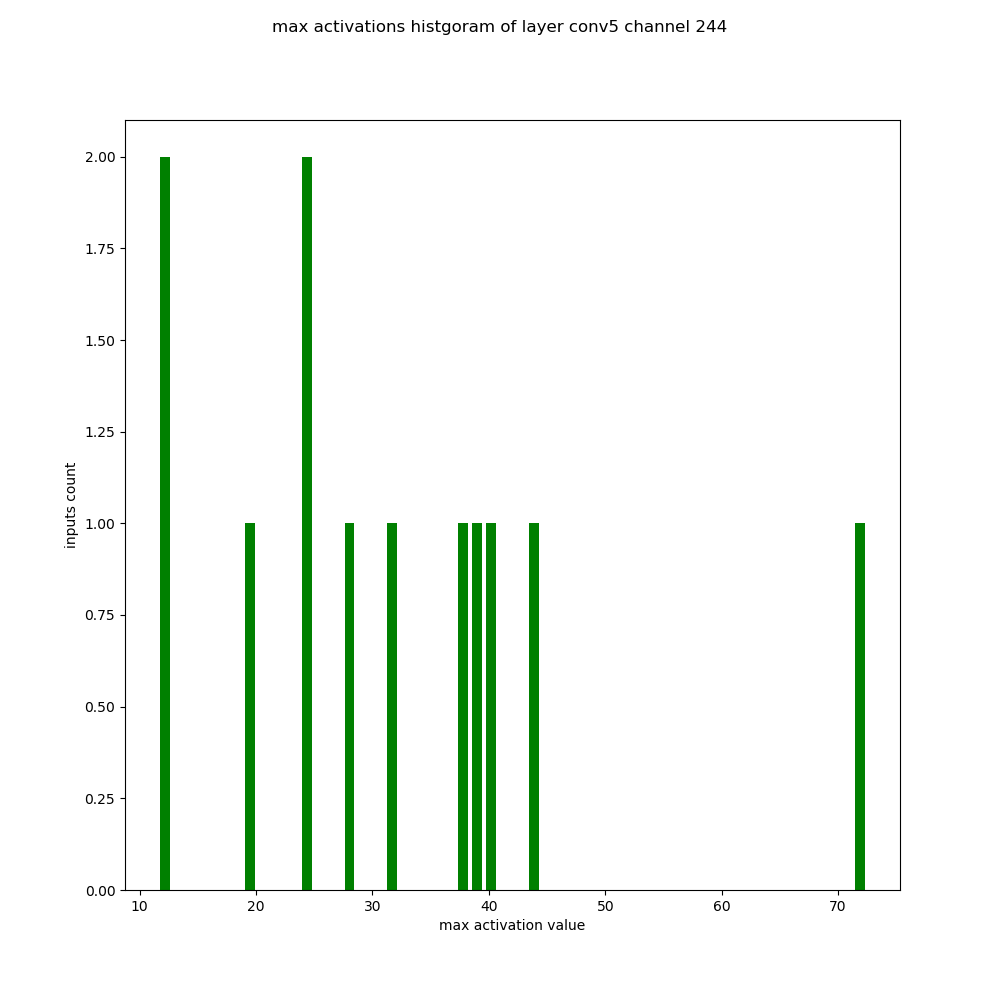 max activations histgoram of layer conv5 channel 244
2.00
1.75
1.50
1.25
1.00
0.75
0.50
0.25
0.00
inputs count
10 20 30 40 50 60 70
max activation value